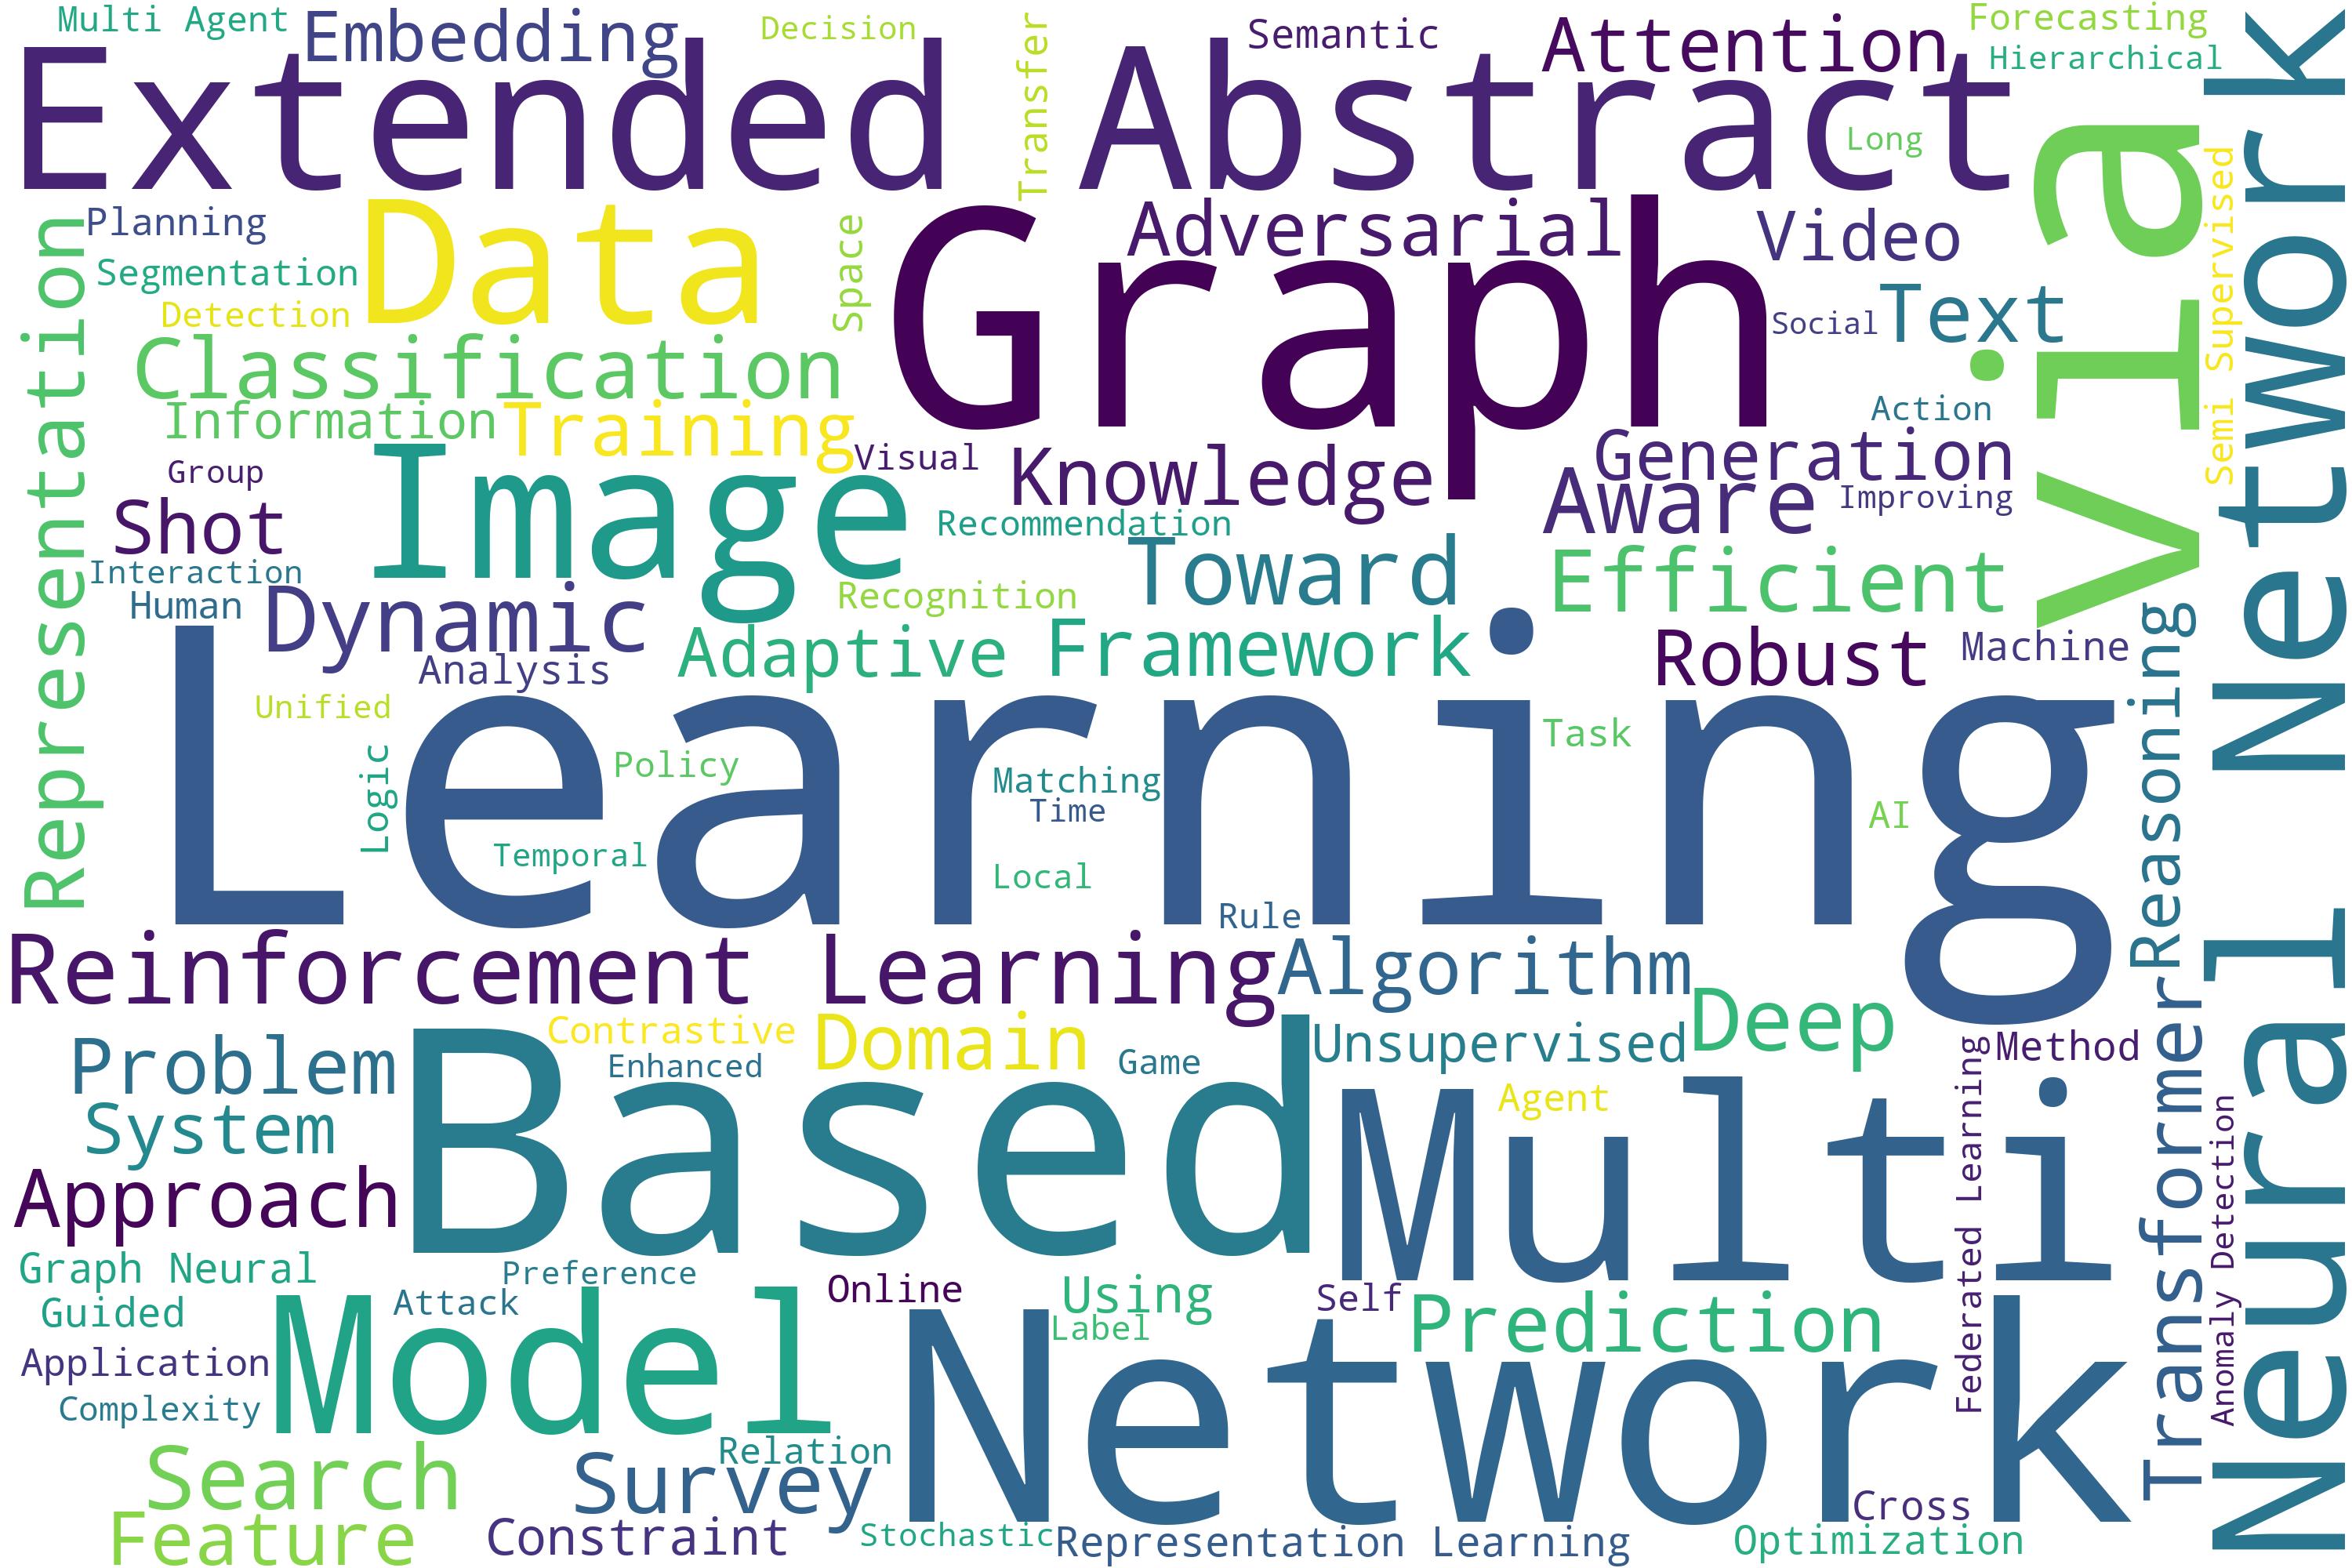 Multi Agent
Embedding
Decision
Transfer
Semantic
Attention
Forecasting
Hierarchical
Extended Abstract
Long
Via
Neural Network
Semi Supervised
Representation
Planning
Segmentation
Detection
Data
Space
Graph
Adversarial
Video
Social
Text
Classification
Information
Training
Action
Generation
Group
Visual
Knowledge
Aware
Improving
Shot
Image
Recommendation
Toward
Efficient
Interaction
Human
Dynamic
Recognition
Adaptive
Framework
Robust
Machine
Reasoning
Analysis
Unified
Learning
Task
Logic
Policy
Matching
Time
AI
Temporal
Local
Rule
Reinforcement Learning
Algorithm
Transformer
Deep
Problem
Contrastive
Enhanced
Domain
Game
Unsupervised
Method
Federated Learning
Anomaly Detection
System
Based
Multi
Agent
Approach
Graph Neural
Preference
Online
Using
Self
Prediction
Guided
Attack
Label
Model
Network
Application
Complexity
Search
Relation
Survey
Feature
Constraint
Stochastic
Representation Learning
Cross
Optimization